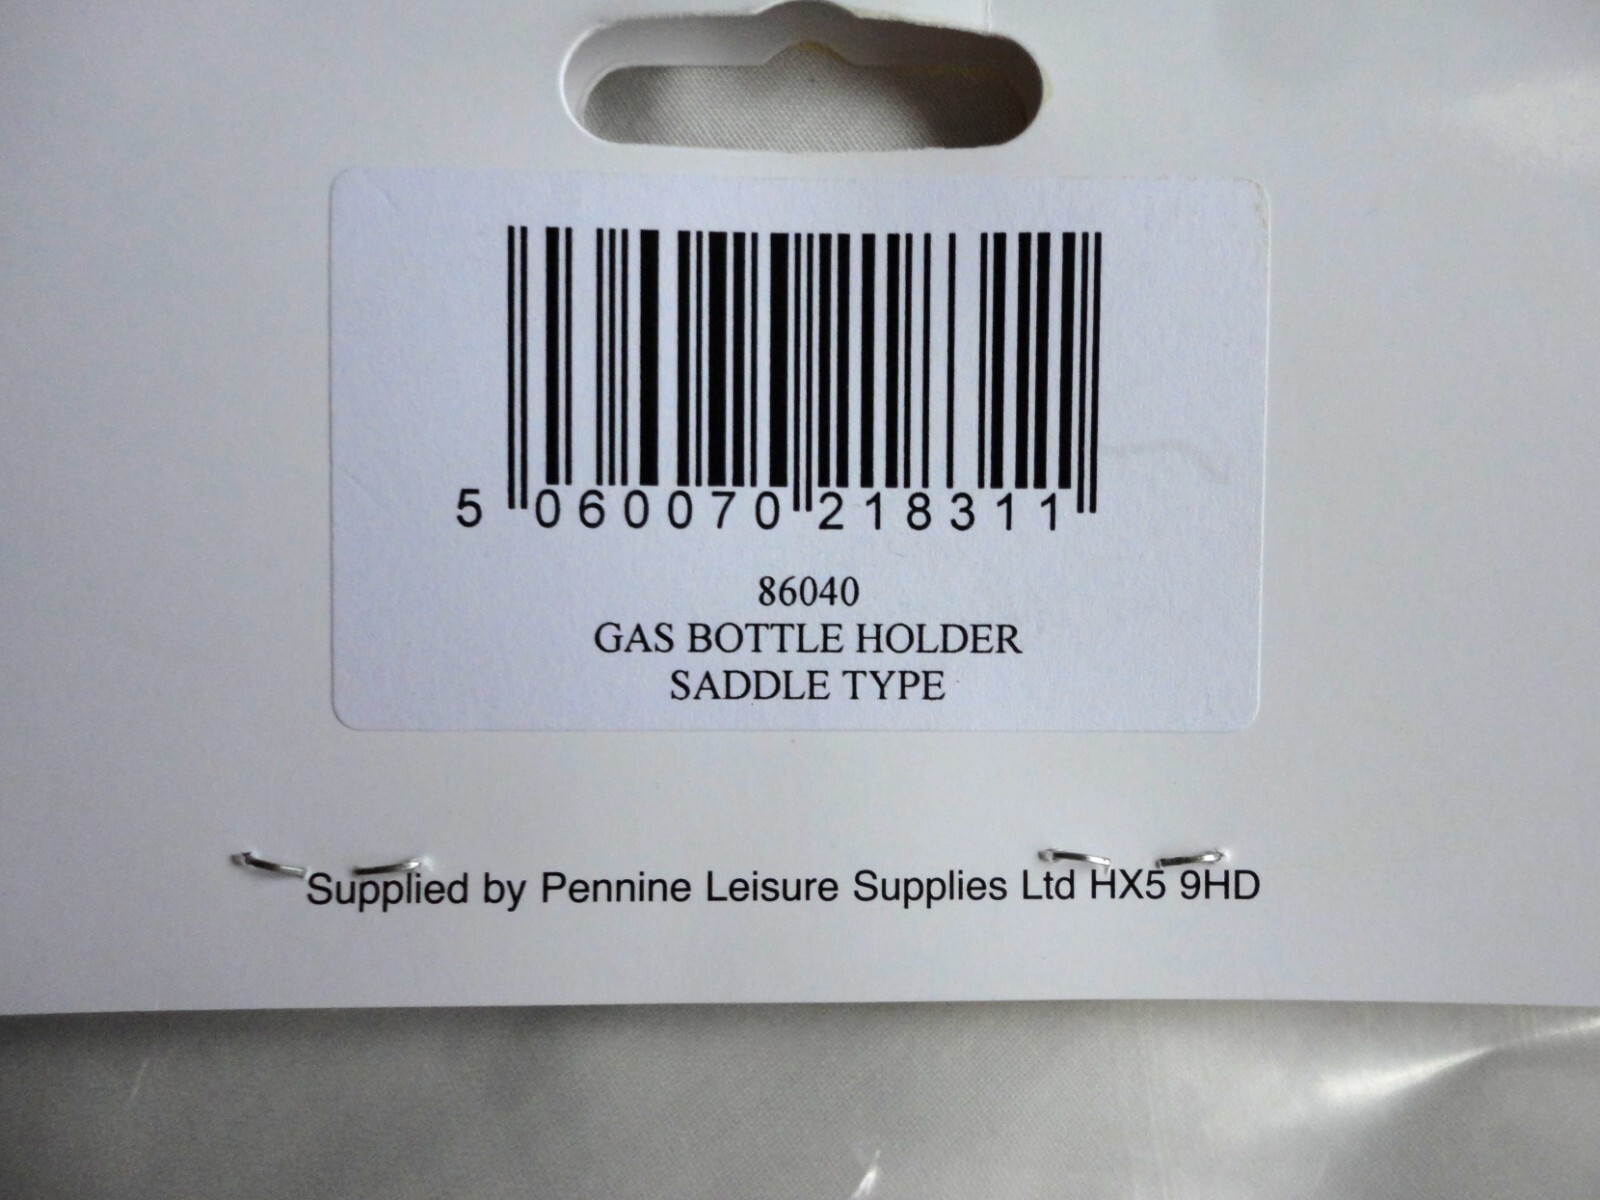 5 060070 218311
86040
GAS BOTTLE HOLDER
SADDLE TYPE
Supplied by Pennine Leisure Supplies Ltd HX5 9HD